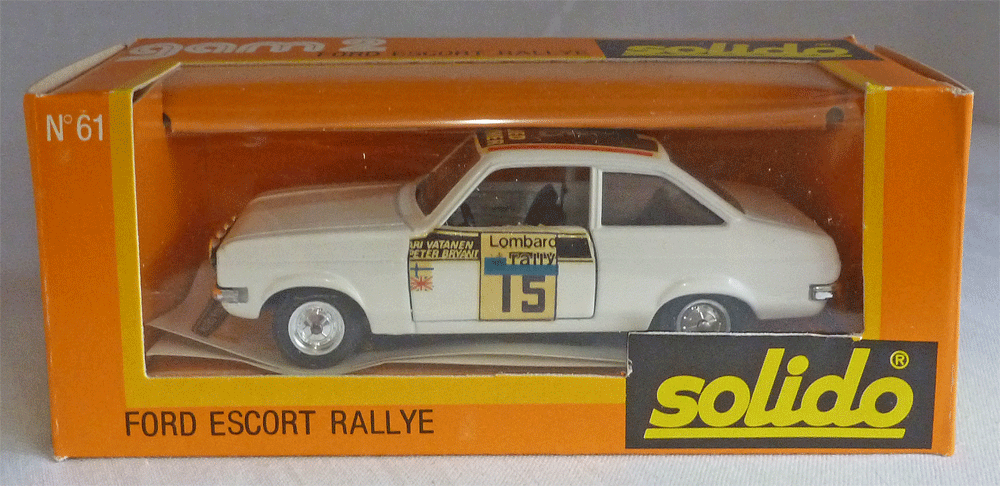 gam 2
FORD ESCORT RALLYE
solido
N° 61
ARI VATANEN
PETER BRYANT
Lombard
rally
15
FORD ESCORT RALLYE
solido®